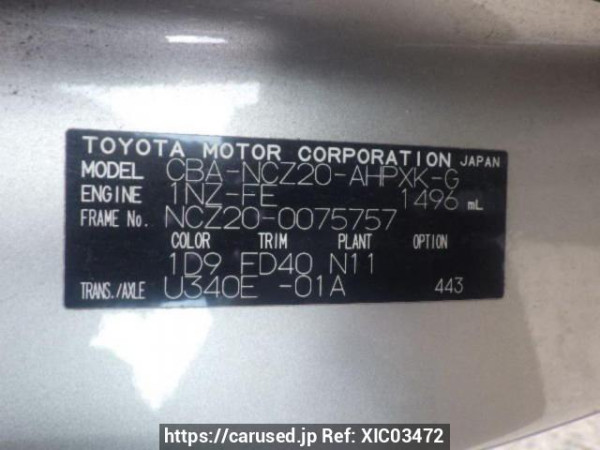 TOYOTA MOTOR CORPORATION JAPAN
MODEL CBA-NCZ20-AHPXK-G
ENGINE 1NZ-FE 1496 mL
FRAME No. NCZ20-0075757
COLOR TRIM PLANT OPTION
1D9 FD40 N11
TRANS./AXLE U340E -01A 443
https://carused.jp Ref: XIC03472